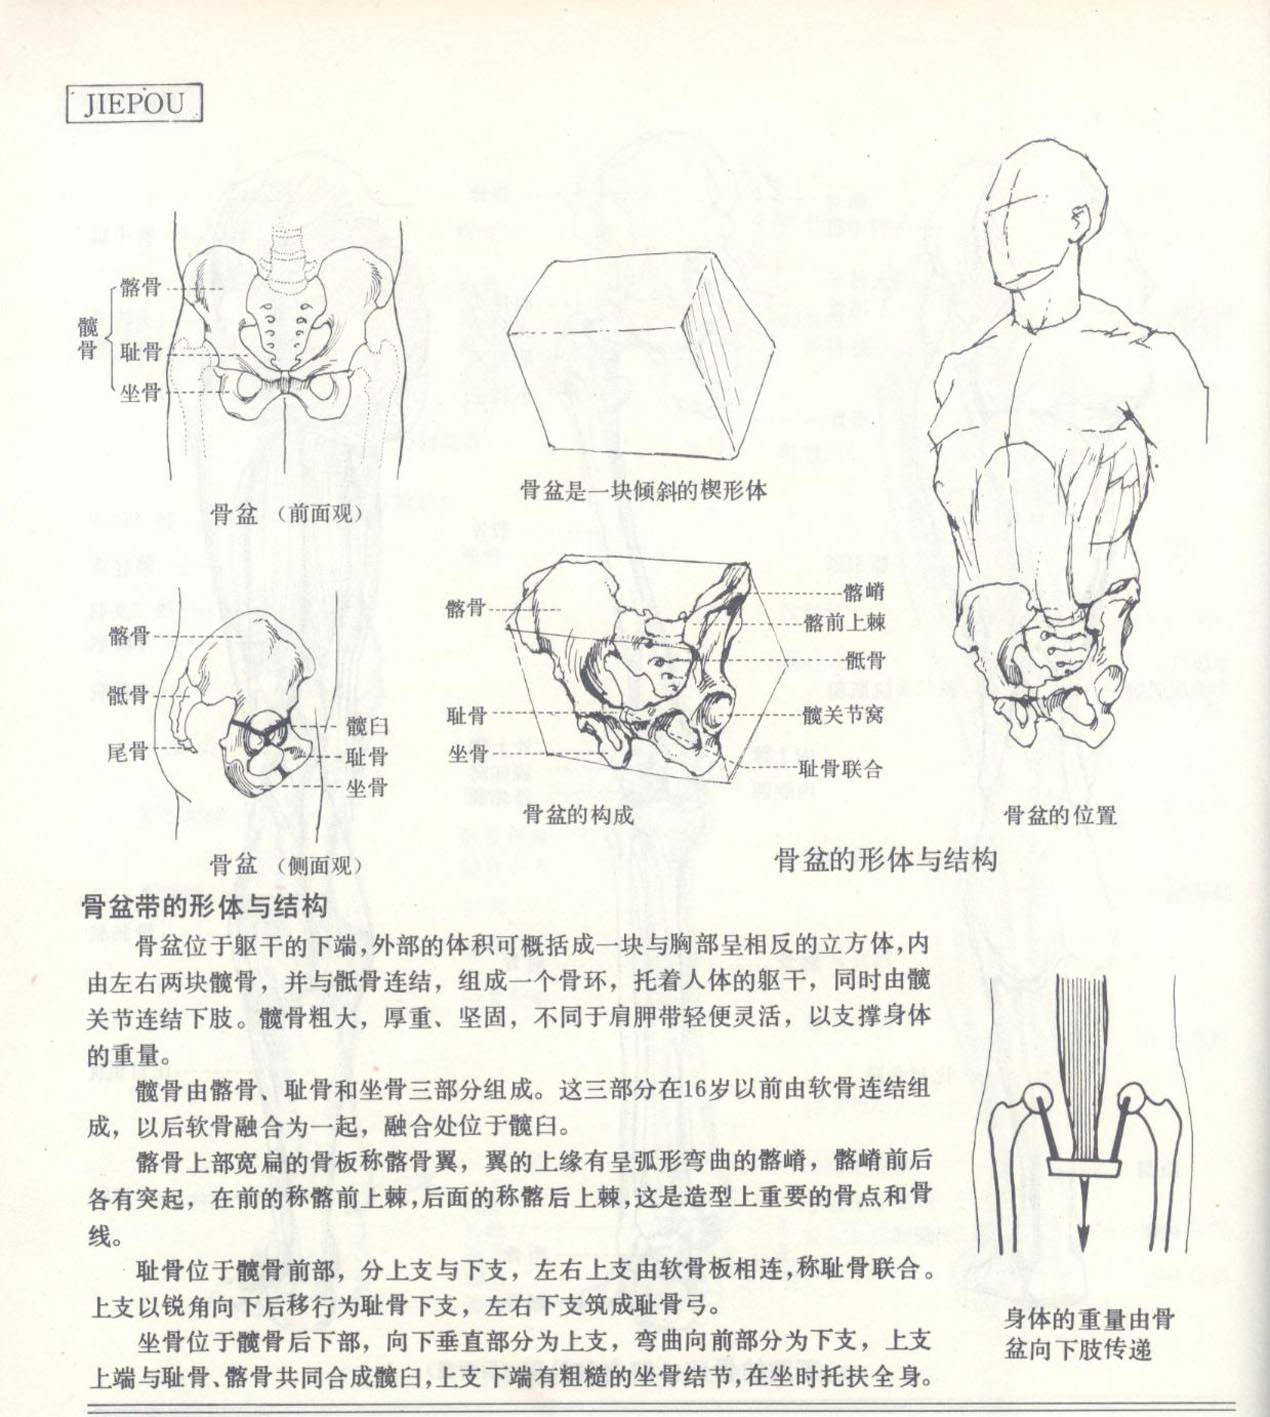 JIEPOU
髂骨
髋骨
耻骨
坐骨
骨盆 (前面观)
骨盆是一块倾斜的楔形体
髂骨
骶骨
尾骨
髋臼
耻骨
坐骨
骨盆 (侧面观)
髂骨
耻骨
坐骨
髂嵴
髂前上棘
骶骨
髋关节窝
耻骨联合
骨盆的构成
骨盆的位置
骨盆的形体与结构
骨盆带的形体与结构
骨盆位于躯干的下端,外部的体积可概括成一块与胸部呈相反的立方体,内
由左右两块髋骨，并与骶骨连结，组成一个骨环，托着人体的躯干，同时由髋
关节连结下肢。髋骨粗大，厚重、坚固，不同于肩胛带轻便灵活，以支撑身体
的重量。
髋骨由髂骨、耻骨和坐骨三部分组成。这三部分在16岁以前由软骨连结组
成，以后软骨融合为一起，融合处位于髋臼。
髂骨上部宽扁的骨板称髂骨翼，翼的上缘有呈弧形弯曲的髂嵴，髂嵴前后
各有突起，在前的称髂前上棘,后面的称髂后上棘,这是造型上重要的骨点和骨
线。
耻骨位于髋骨前部，分上支与下支，左右上支由软骨板相连,称耻骨联合。
上支以锐角向下后移行为耻骨下支，左右下支筑成耻骨弓。
坐骨位于髋骨后下部，向下垂直部分为上支，弯曲向前部分为下支，上支
上端与耻骨、髂骨共同合成髋臼,上支下端有粗糙的坐骨结节,在坐时托扶全身。
身体的重量由骨
盆向下肢传递